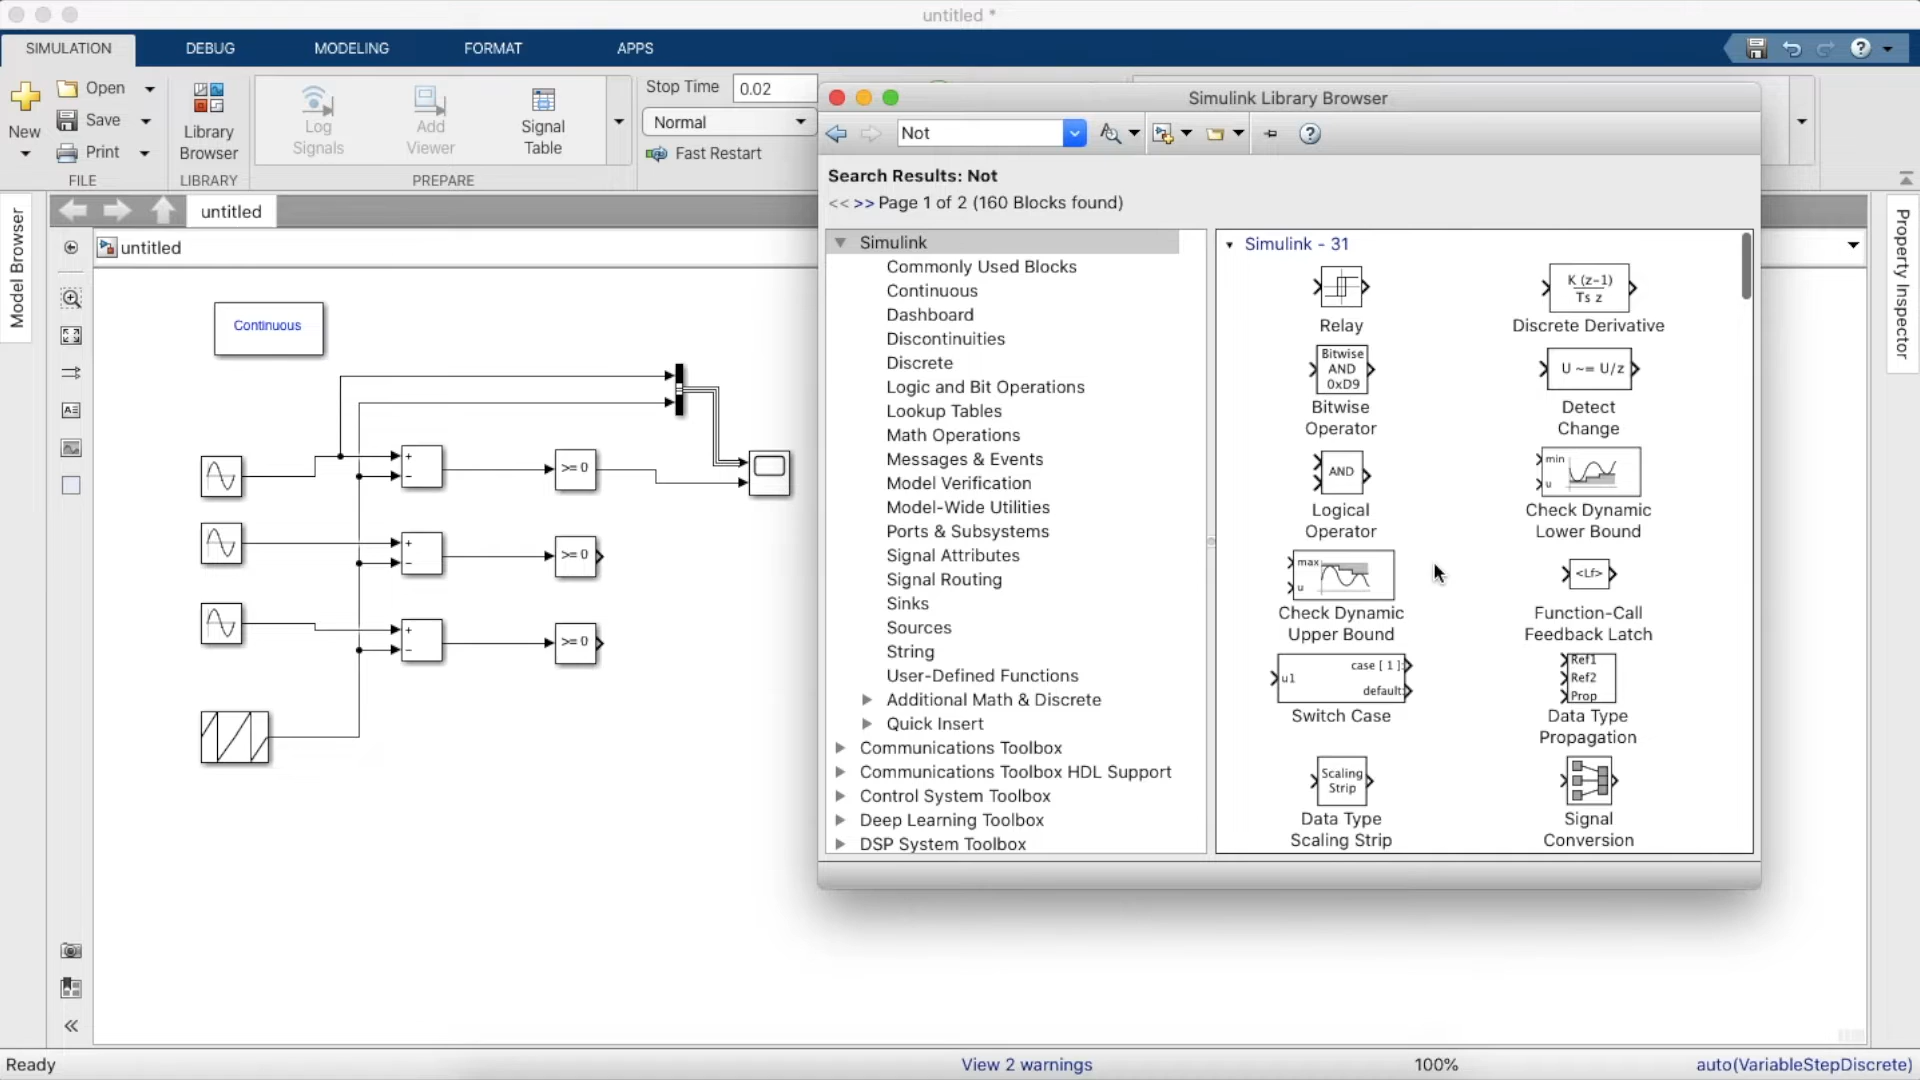 untitled *
SIMULATION
DEBUG
MODELING
FORMAT
APPS
New
Open
Save
Print
FILE
Library
Browser
LIBRARY
Log
Signals
Add
Viewer
Signal
Table
PREPARE
Stop Time
0.02
Normal
Fast Restart
Model Browser
Property Inspector
untitled
untitled
Continuous
+
−
>= 0
+
−
>= 0
+
−
>= 0
Simulink Library Browser
Not
Search Results: Not
<< >> Page 1 of 2 (160 Blocks found)
Simulink
Commonly Used Blocks
Continuous
Dashboard
Discontinuities
Discrete
Logic and Bit Operations
Lookup Tables
Math Operations
Messages & Events
Model Verification
Model-Wide Utilities
Ports & Subsystems
Signal Attributes
Signal Routing
Sinks
Sources
String
User-Defined Functions
Additional Math & Discrete
Quick Insert
Communications Toolbox
Communications Toolbox HDL Support
Control System Toolbox
Deep Learning Toolbox
DSP System Toolbox
Simulink - 31
Relay
K (z-1)
Ts z
Discrete Derivative
Bitwise
AND
0xD9
Bitwise
Operator
U ~= U/z
Detect
Change
AND
Logical
Operator
min
u
Check Dynamic
Lower Bound
max
u
Check Dynamic
Upper Bound
<Lf>
Function-Call
Feedback Latch
u1
case [ 1 ]:
default:
Switch Case
Ref1
Ref2
Prop
Data Type
Propagation
Scaling
Strip
Data Type
Scaling Strip
Signal
Conversion
Ready
View 2 warnings
100%
auto(VariableStepDiscrete)